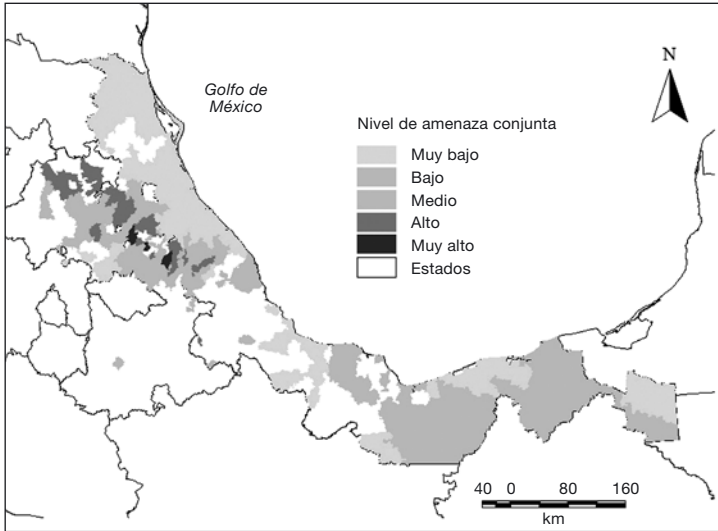 Golfo de
México
N
Nivel de amenaza conjunta
Muy bajo
Bajo
Medio
Alto
Muy alto
Estados
40 0 80 160
km